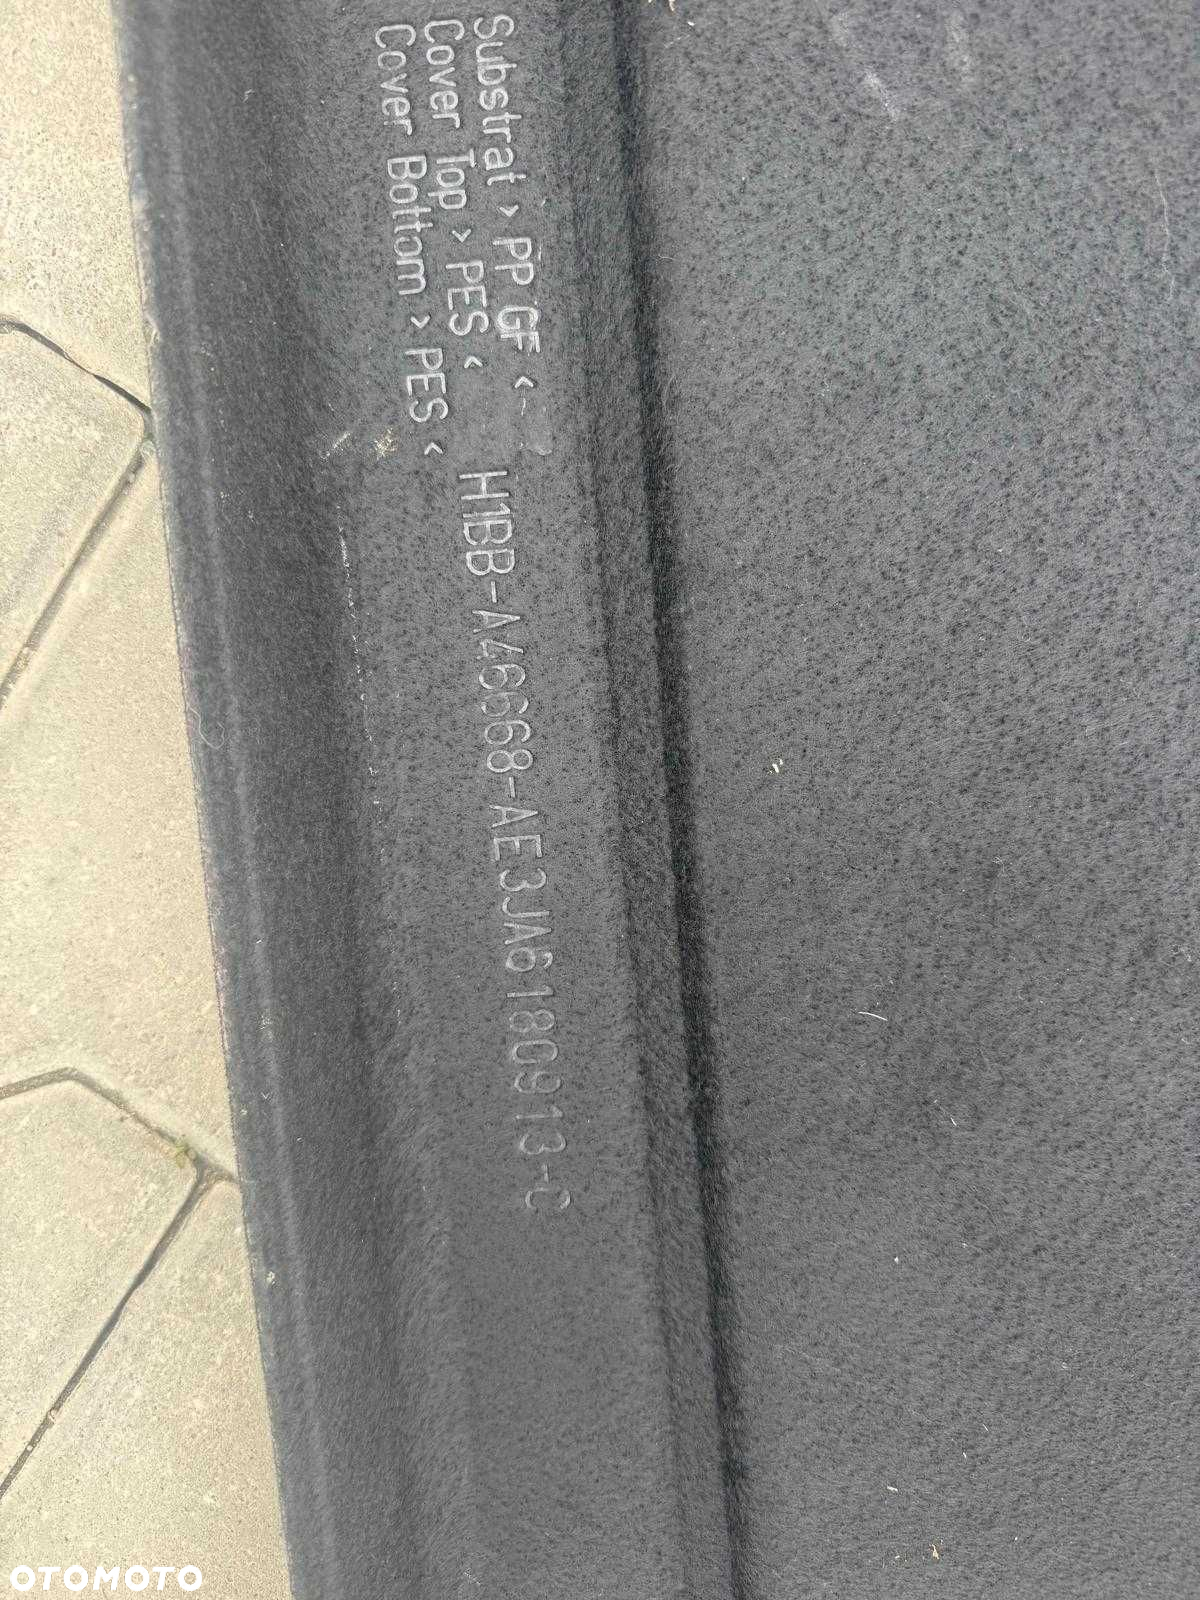 Substrat > PP GF <
Cover Top > PES <
Cover Bottom > PES <
H1BB-A46668-AE3JA6180913-C
OTOMOTO